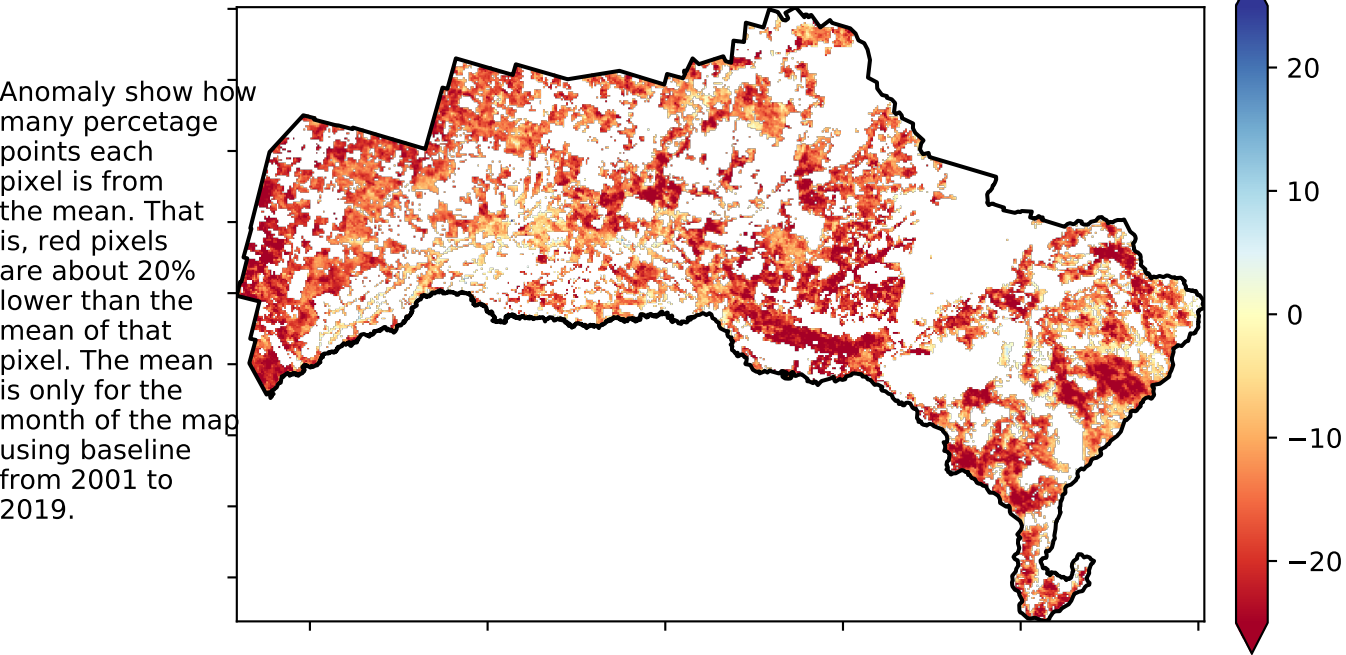 Anomaly show how
many percetage
points each
pixel is from
the mean. That
is, red pixels
are about 20%
lower than the
mean of that
pixel. The mean
is only for the
month of the map
using baseline
from 2001 to
2019.
20
10
0
−10
−20